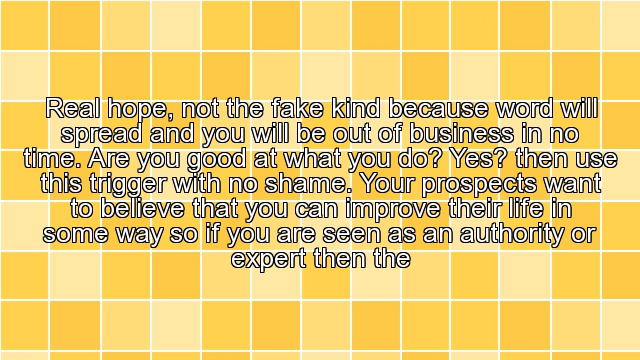 Real hope, not the fake kind because word will
spread and you will be out of business in no
time. Are you good at what you do? Yes? then use
this trigger with no shame. Your prospects want
to believe that you can improve their life in
some way so if you are seen as an authority or
expert then the